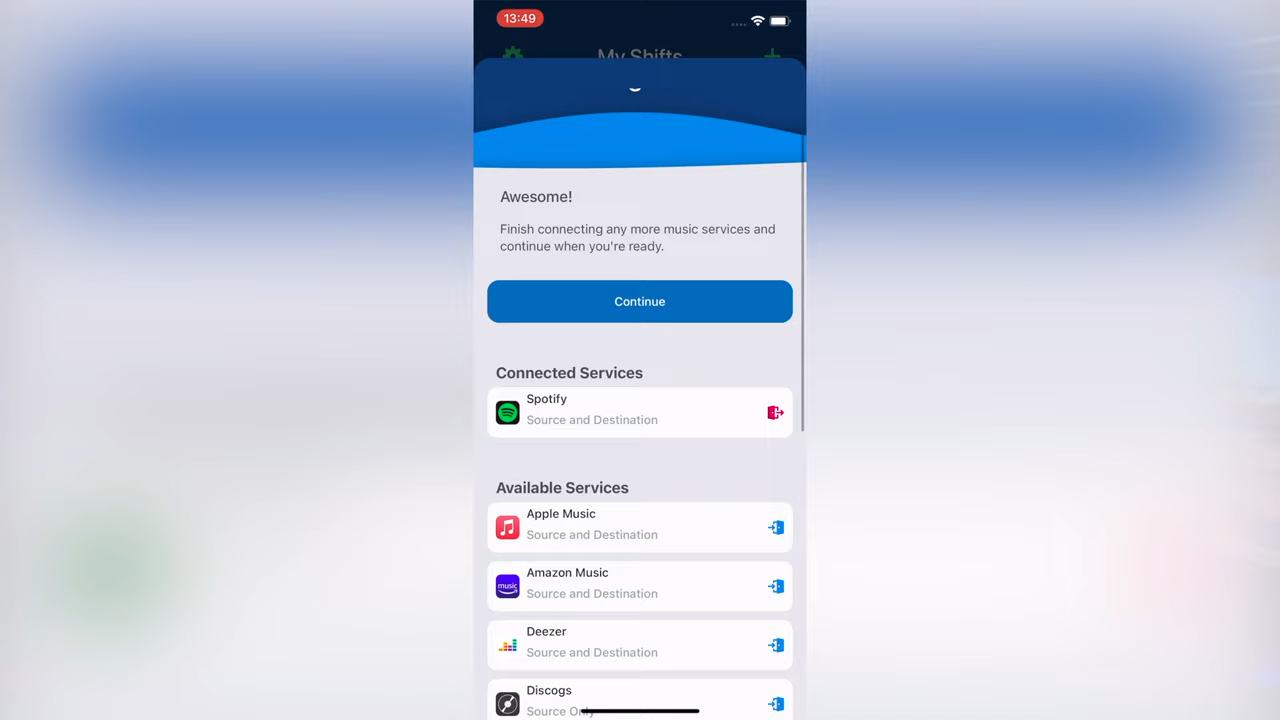 13:49
My Shifts
Awesome!
Finish connecting any more music services and
continue when you're ready.
Continue
Connected Services
Spotify
Source and Destination
Available Services
Apple Music
Source and Destination
music
Amazon Music
Source and Destination
Deezer
Source and Destination
Discogs
Source Only